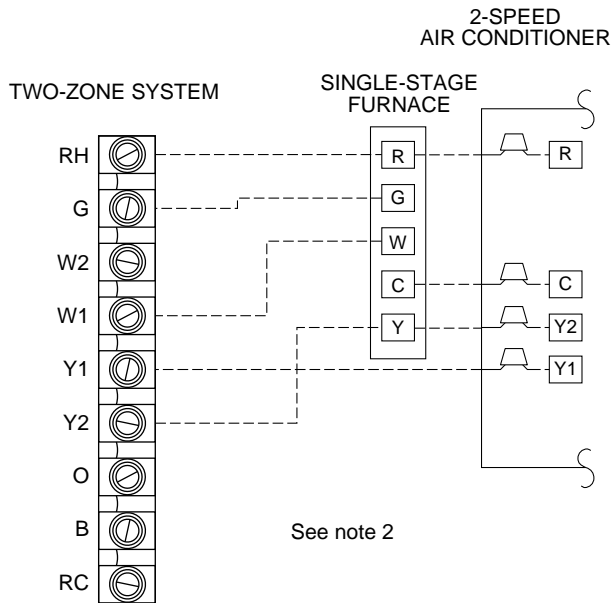 2-SPEED
AIR CONDITIONER
TWO-ZONE SYSTEM
SINGLE-STAGE
FURNACE
RH
G
W2
W1
Y1
Y2
O
B
RC
R
G
W
C
Y
R
C
Y2
Y1
See note 2